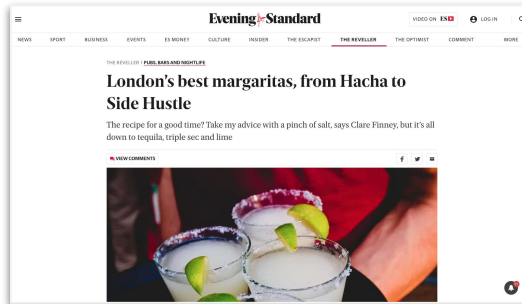 Evening Standard
VIDEO ON ES
LOG IN
NEWS SPORT BUSINESS EVENTS ES MONEY CULTURE INSIDER THE ESCAPIST THE REVELLER THE OPTIMIST COMMENT MORE
THE REVELLER / PUBS, BARS AND NIGHTLIFE
London's best margaritas, from Hacha to
Side Hustle
The recipe for a good time? Take my advice with a pinch of salt, says Clare Finney, but it's all
down to tequila, triple sec and lime
VIEW COMMENTS